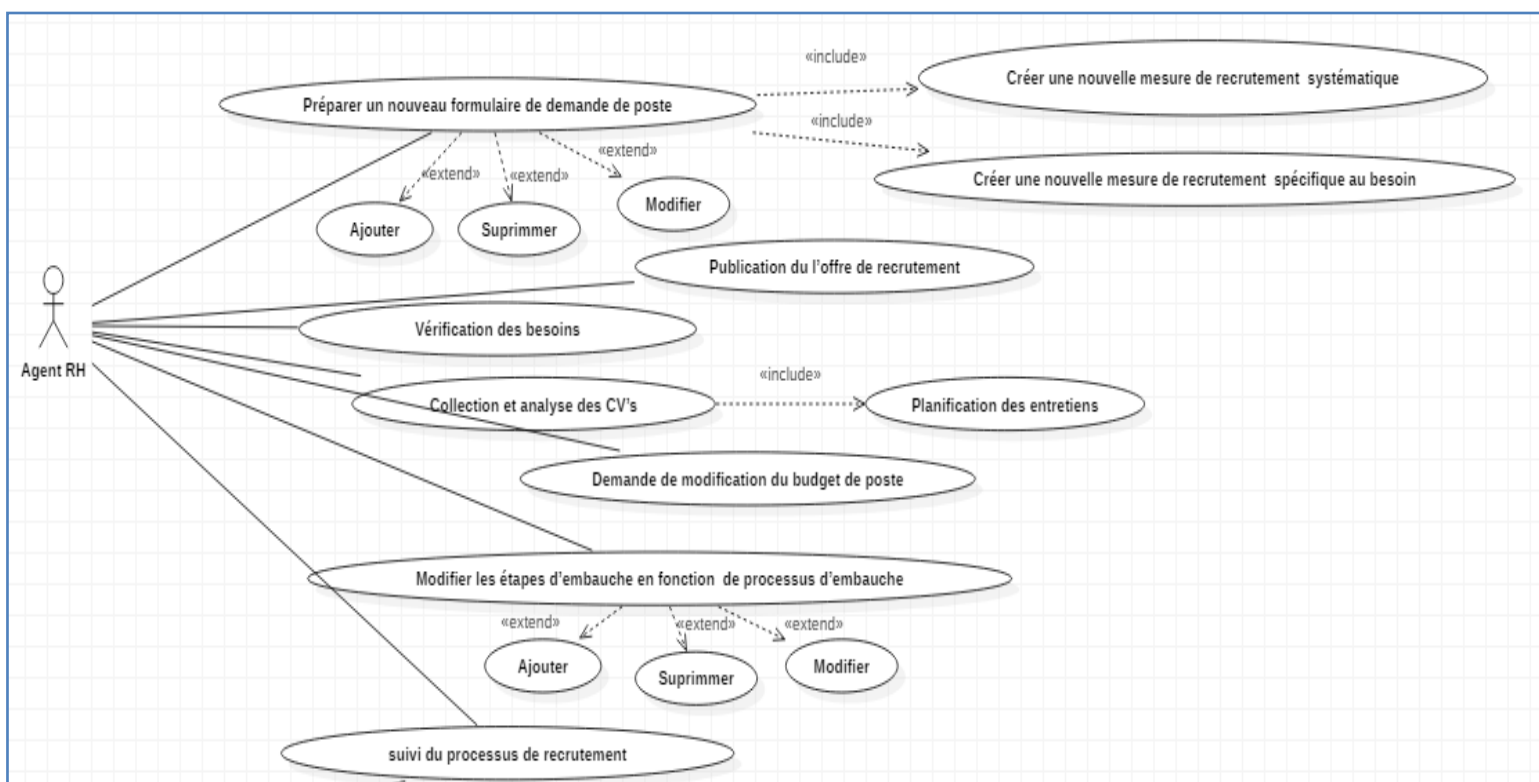 «include»
Créer une nouvelle mesure de recrutement systématique
Préparer un nouveau formulaire de demande de poste
«include»
«extend»
«extend»
«extend»
Créer une nouvelle mesure de recrutement spécifique au besoin
Ajouter
Suprimmer
Modifier
Publication du l'offre de recrutement
Vérification des besoins
Agent RH
«include»
Collection et analyse des CV's
Planification des entretiens
Demande de modification du budget de poste
Modifier les étapes d'embauche en fonction de processus d'embauche
«extend»
«extend»
«extend»
Ajouter
Suprimmer
Modifier
suivi du processus de recrutement